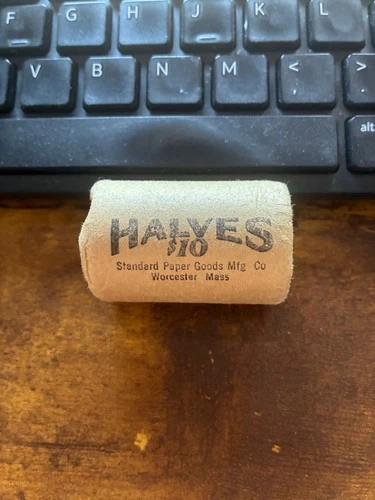 F G H J K L
V B N M < >
alt
HALVES
$10
Standard Paper Goods Mfg Co
Worcester Mass